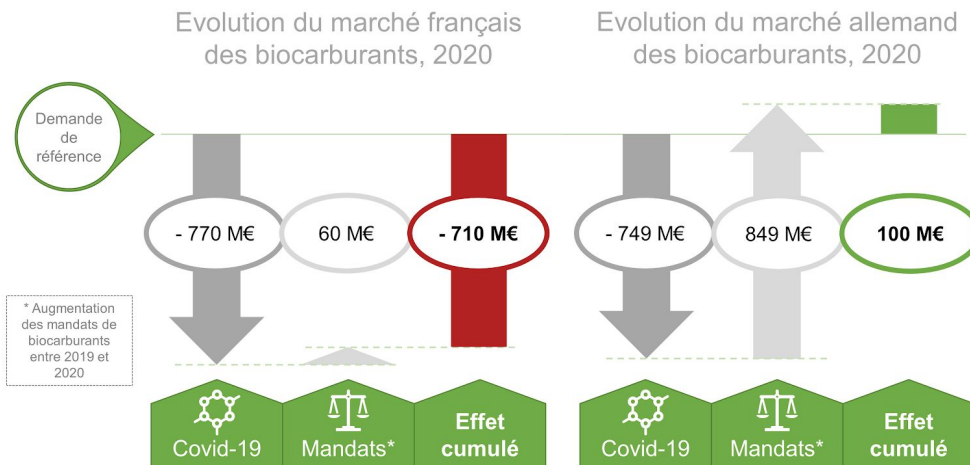 Evolution du marché français
des biocarburants, 2020
Evolution du marché allemand
des biocarburants, 2020
Demande
de
référence
- 770 M€
60 M€
- 710 M€
- 749 M€
849 M€
100 M€
* Augmentation
des mandats de
biocarburants
entre 2019 et
2020
Covid-19
Mandats*
Effet
cumulé
Covid-19
Mandats*
Effet
cumulé